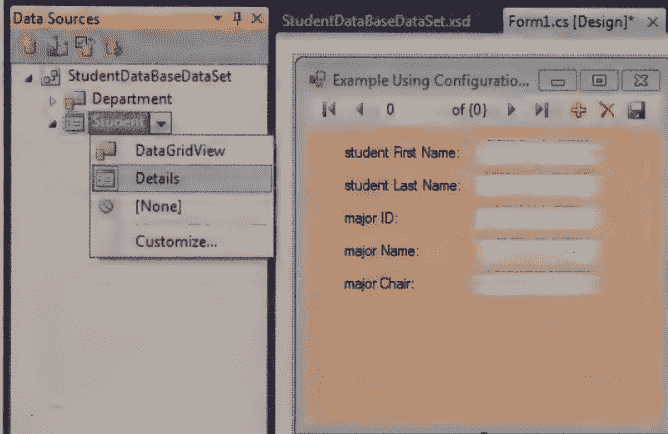 Data Sources
StudentDataBaseDataSet
Department
Student
DataGridView
Details
[None]
Customize...
StudentDataBaseDataSet.xsd
Form1.cs [Design]*
Example Using Configuratio...
0 of {0}
student First Name:
student Last Name:
major ID:
major Name:
major Chair: